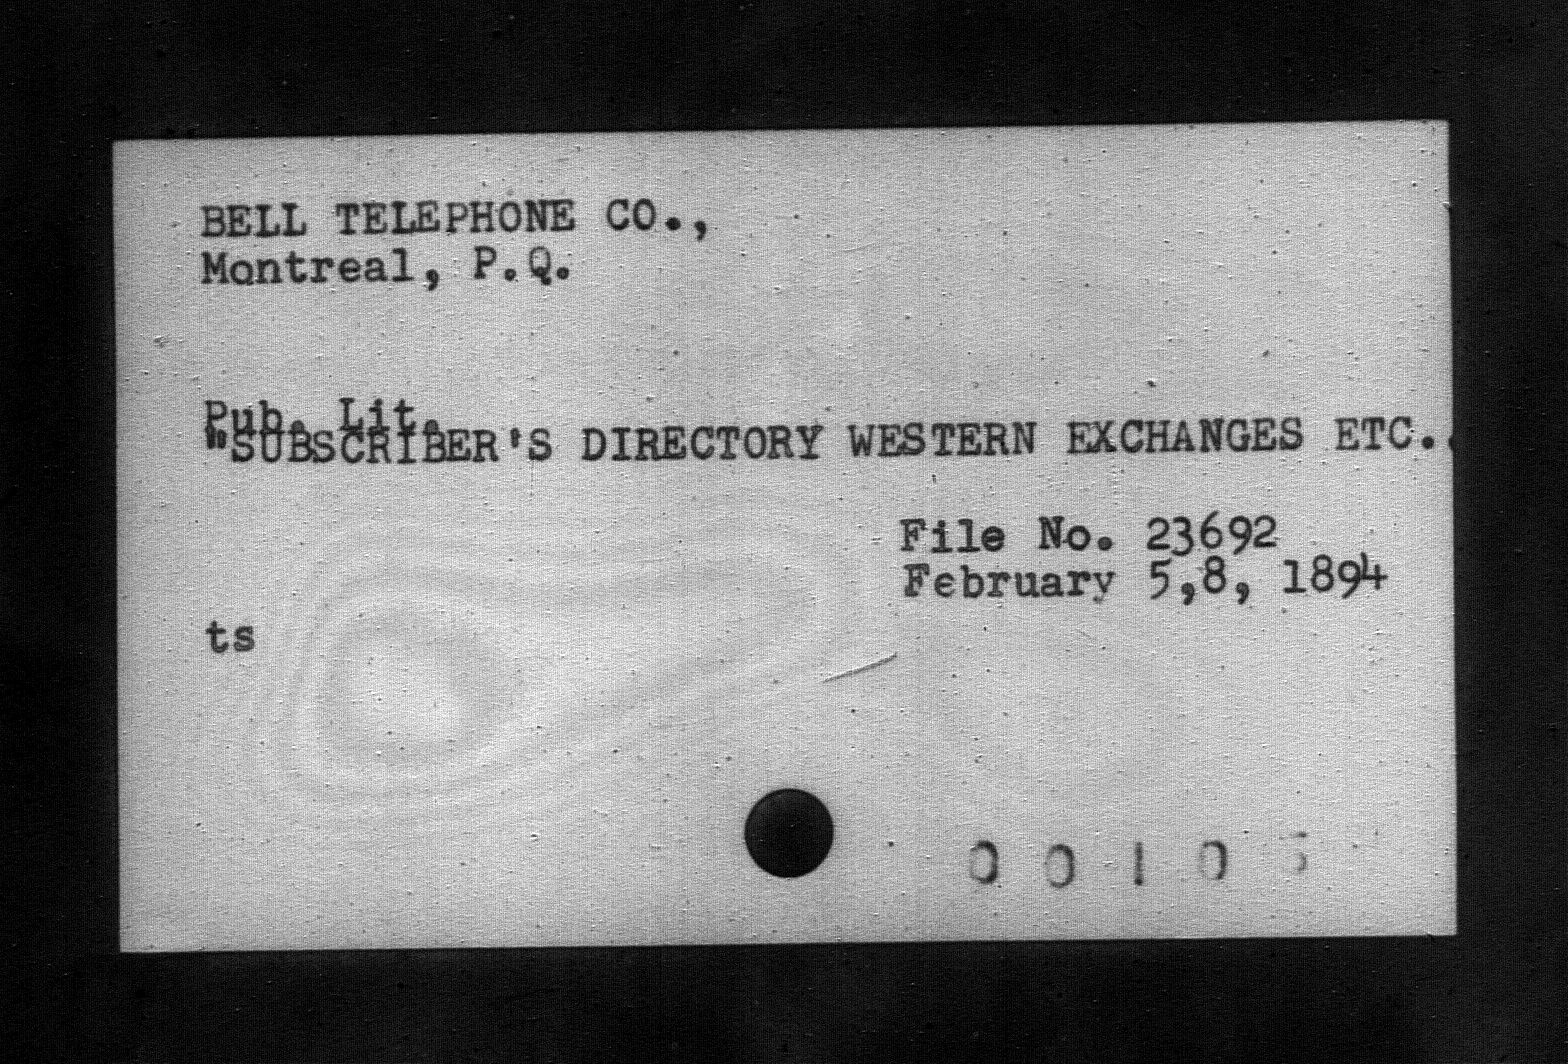 BELL TELEPHONE CO.,
Montreal, P.Q.
Pub. Lit.
"SUBSCRIBER'S DIRECTORY WESTERN EXCHANGES ETC.
File No. 23692
February 5,8, 1894
ts